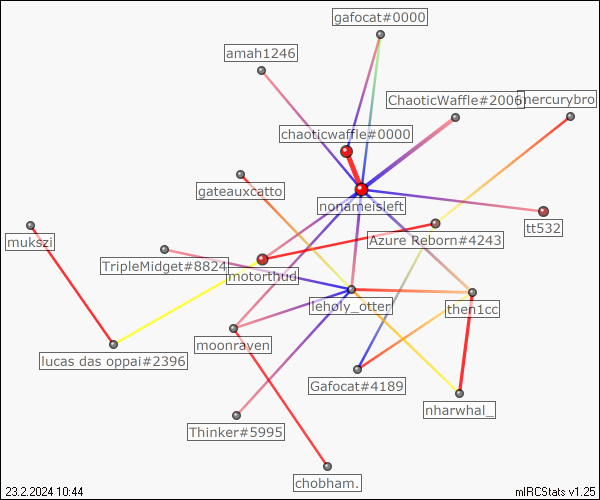 gafocat#0000
amah1246
ChaoticWaffle#2006
mercurybro
chaoticwaffle#0000
gateauxcatto
nonameisleft
tt532
mukszi
Azure Reborn#4243
TripleMidget#8824
motorthud
leholy_otter
then1cc
moonraven
lucas das oppai#2396
Gafocat#4189
nharwhal_
Thinker#5995
chobham.
23.2.2024 10:44
mIRCStats v1.25